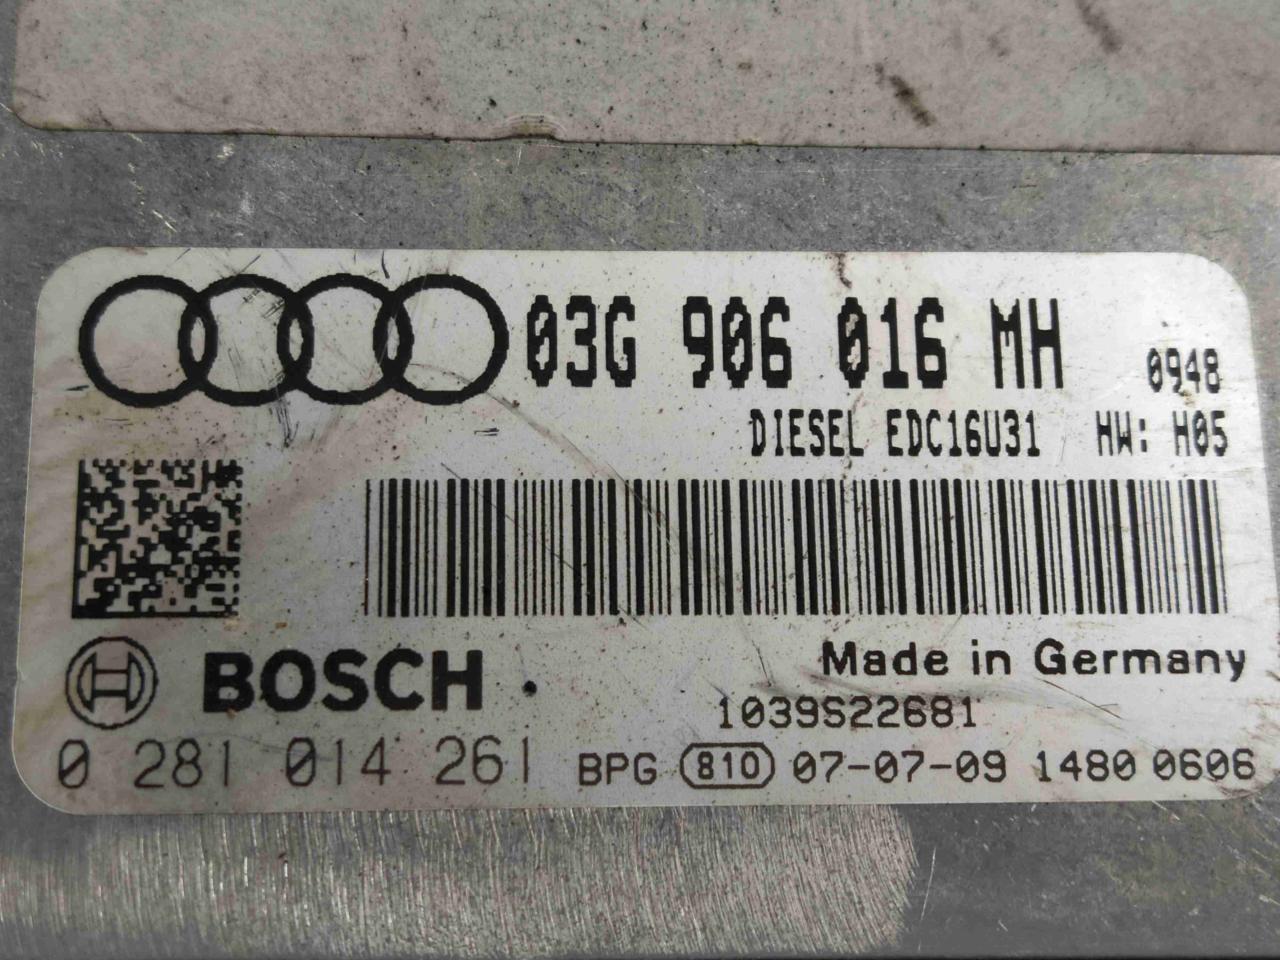 03G 906 016 MH 0948
DIESEL EDC16U31 HW: H05
BOSCH Made in Germany
1039S22681
0 281 014 261 BPG 810 07-07-09 1480 0606